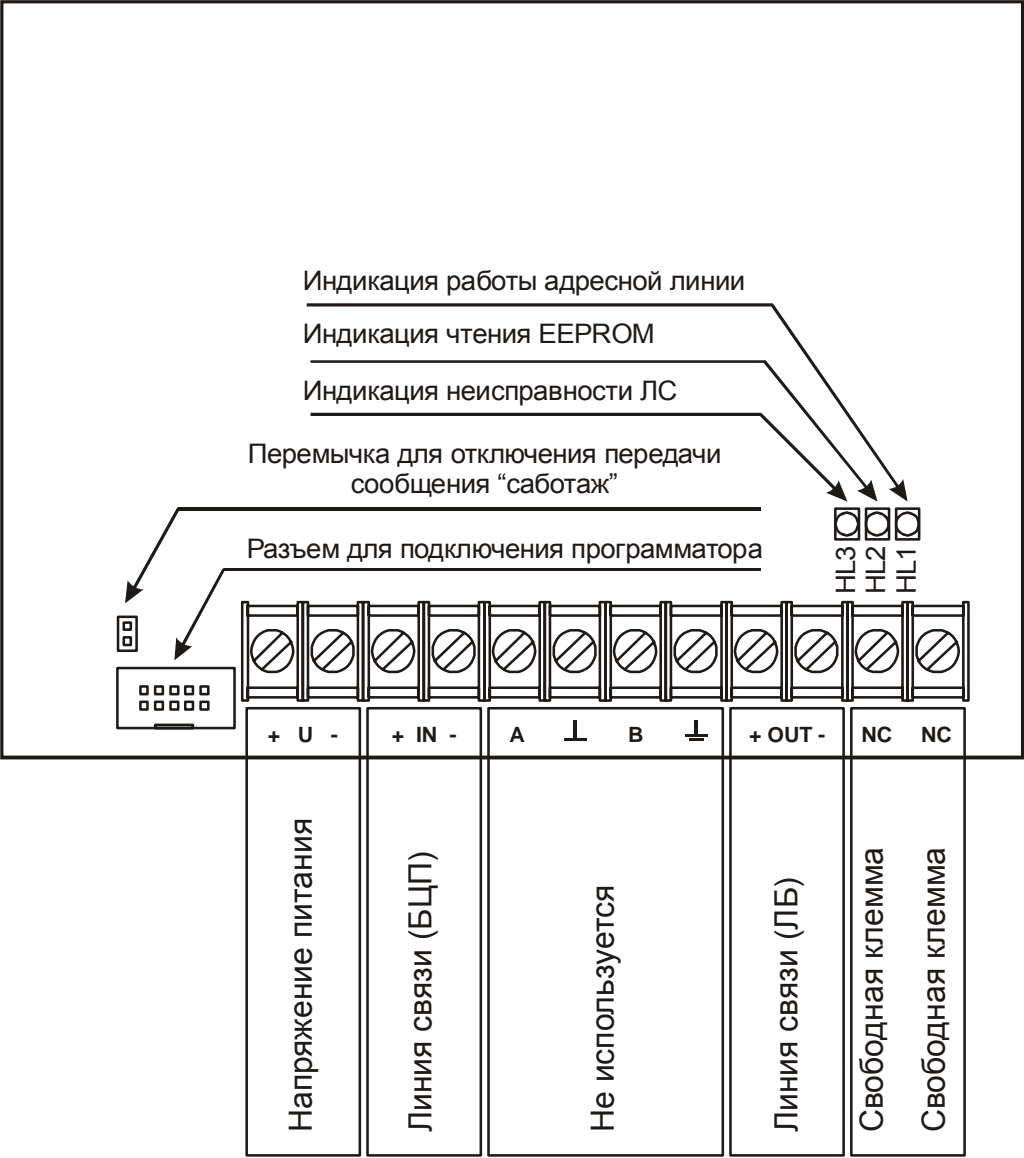 Индикация работы адресной линии
Индикация чтения EEPROM
Индикация неисправности ЛС
Перемычка для отключения передачи
сообщения “саботаж”
Разъем для подключения программатора
HL3
HL2
HL1
+ U -
+ IN -
A
B
+ OUT -
NC
NC
Напряжение питания
Линия связи (БЦП)
Не используется
Линия связи (ЛБ)
Свободная клемма
Свободная клемма